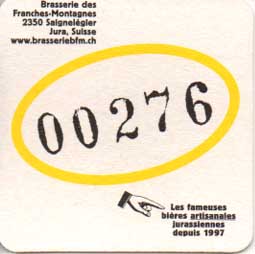 Brasserie des
Franches-Montagnes
2350 Saignelégier
Jura, Suisse
www.brasseriebfm.ch
00276
Les fameuses
bières artisanales
jurassiennes
depuis 1997